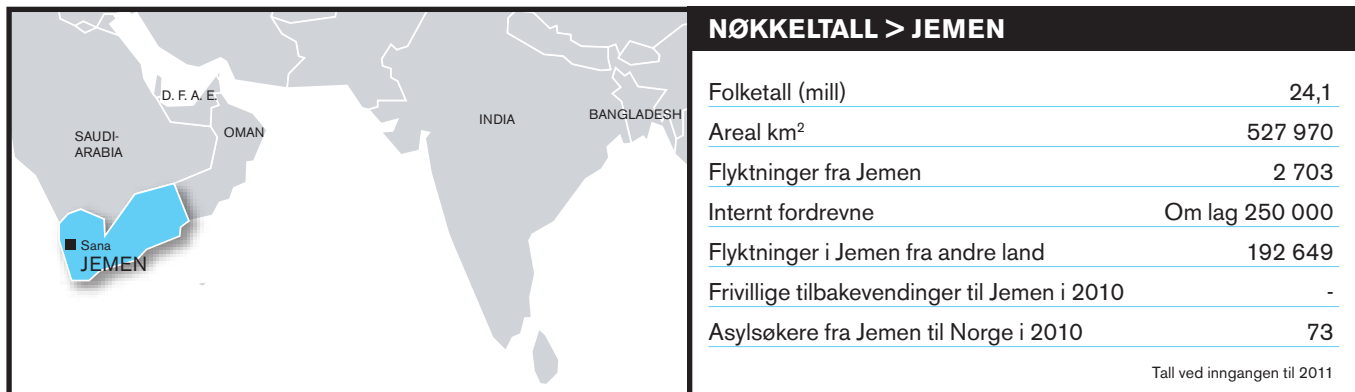 D. F. A. E.
SAUDI-
ARABIA
OMAN
INDIA
BANGLADESH
Sana
JEMEN
NØKKELTALL > JEMEN
Folketall (mill) 24,1
Areal km² 527 970
Flyktninger fra Jemen 2 703
Internt fordrevne Om lag 250 000
Flyktninger i Jemen fra andre land 192 649
Frivillige tilbakevendinger til Jemen i 2010 -
Asylsøkere fra Jemen til Norge i 2010 73
Tall ved inngangen til 2011